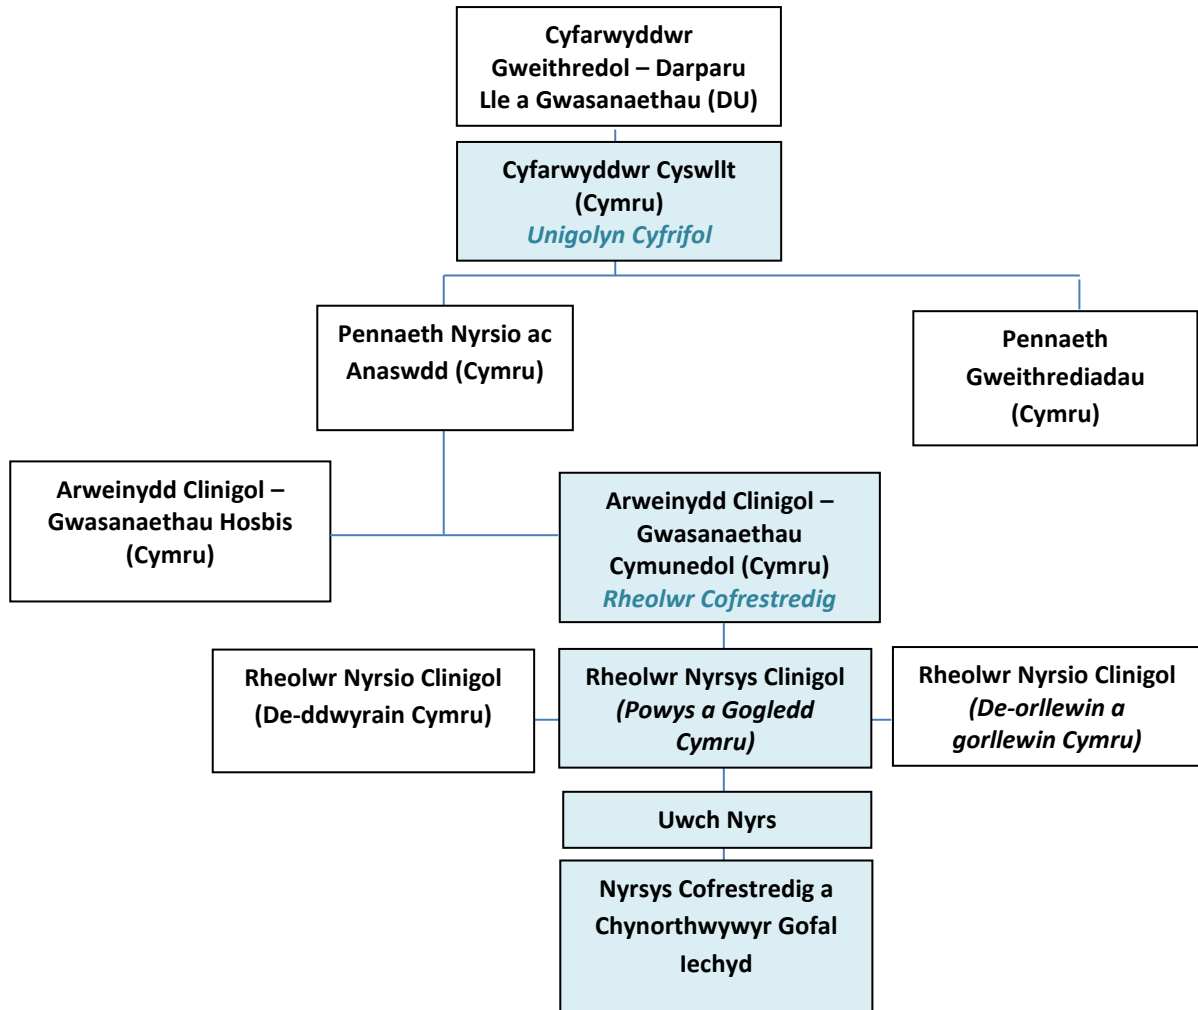 Cyfarwyddwr
Gweithredol – Darparu
Lle a Gwasanaethau (DU)
Cyfarwyddwr Cyswllt
(Cymru)
Unigolyn Cyfrifol
Pennaeth Nyrsio ac
Anaswdd (Cymru)
Pennaeth
Gweithrediadau
(Cymru)
Arweinydd Clinigol –
Gwasanaethau Hosbis
(Cymru)
Arweinydd Clinigol –
Gwasanaethau
Cymunedol (Cymru)
Rheolwr Cofrestredig
Rheolwr Nyrsio Clinigol
(De-ddwyrain Cymru)
Rheolwr Nyrsys Clinigol
(Powys a Gogledd
Cymru)
Rheolwr Nyrsio Clinigol
(De-orllewin a
gorllewin Cymru)
Uwch Nyrs
Nyrsys Cofrestredig a
Chynorthwywyr Gofal
Iechyd